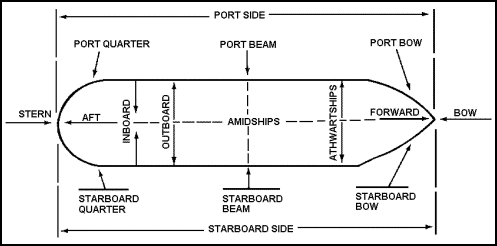 PORT SIDE
PORT QUARTER
PORT BEAM
PORT BOW
STERN
AFT
INBOARD
OUTBOARD
AMIDSHIPS
ATHWARTSHIPS
FORWARD
BOW
STARBOARD
QUARTER
STARBOARD
BEAM
STARBOARD
BOW
STARBOARD SIDE